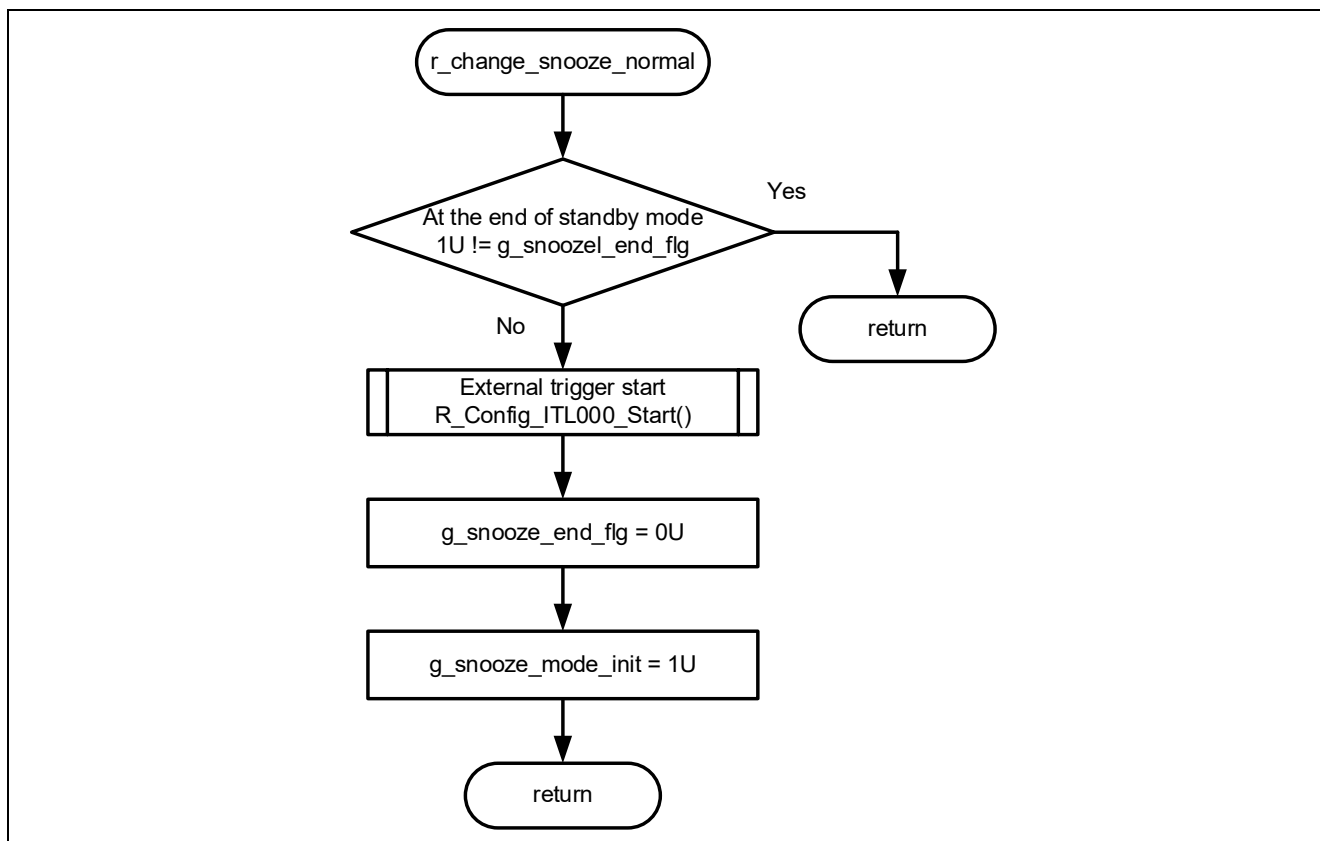 r_change_snooze_normal
At the end of standby mode
1U != g_snoozel_end_flg
Yes
return
No
External trigger start
R_Config_ITL000_Start()
g_snooze_end_flg = 0U
g_snooze_mode_init = 1U
return